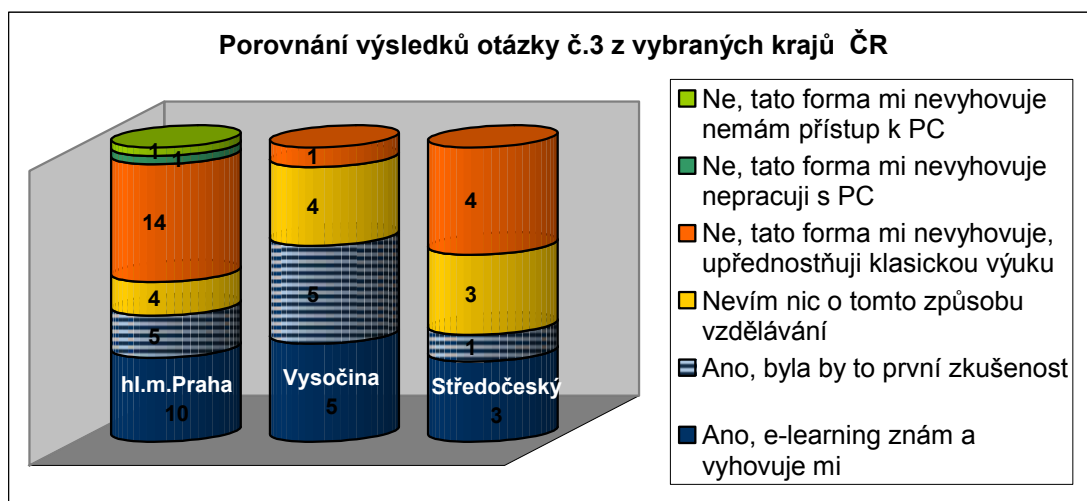 Porovnání výsledků otázky č.3 z vybraných krajů ČR
1
1
14
4
5
hl.m.Praha
10
1
4
5
Vysočina
5
4
3
1
Středočeský
3
Ne, tato forma mi nevyhovuje
nemám přístup k PC
Ne, tato forma mi nevyhovuje
nepracuji s PC
Ne, tato forma mi nevyhovuje,
upřednostňuji klasickou výuku
Nevím nic o tomto způsobu
vzdělávání
Ano, byla by to první zkušenost
Ano, e-learning znám a
vyhovuje mi